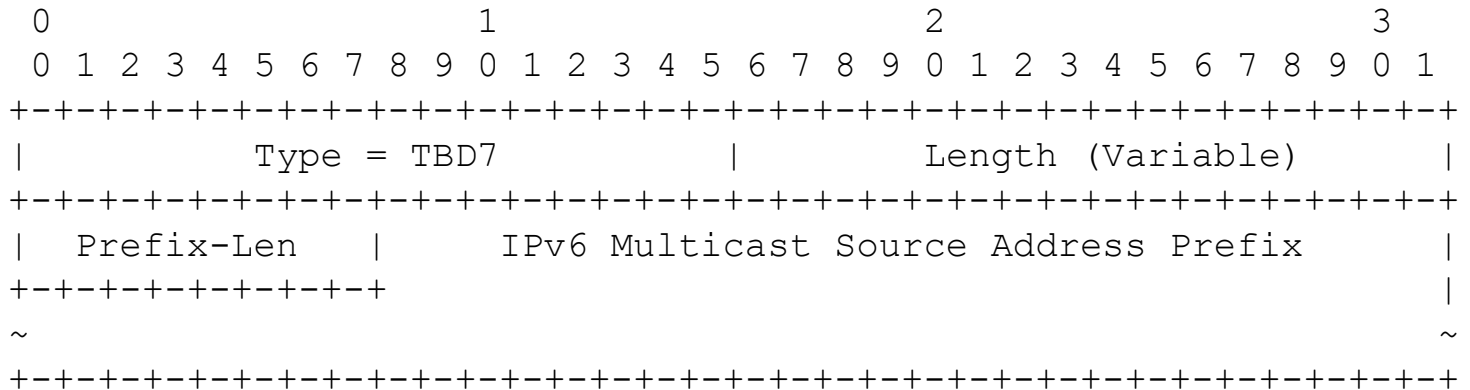 0                   1                   2                   3
 0 1 2 3 4 5 6 7 8 9 0 1 2 3 4 5 6 7 8 9 0 1 2 3 4 5 6 7 8 9 0 1
+-+-+-+-+-+-+-+-+-+-+-+-+-+-+-+-+-+-+-+-+-+-+-+-+-+-+-+-+-+-+-+-+
|          Type = TBD7          |        Length (Variable)      |
+-+-+-+-+-+-+-+-+-+-+-+-+-+-+-+-+-+-+-+-+-+-+-+-+-+-+-+-+-+-+-+-+
|  Prefix-Len   |     IPv6 Multicast Source Address Prefix      |
+-+-+-+-+-+-+-+-+                                               |
~                                                               ~
+-+-+-+-+-+-+-+-+-+-+-+-+-+-+-+-+-+-+-+-+-+-+-+-+-+-+-+-+-+-+-+-+